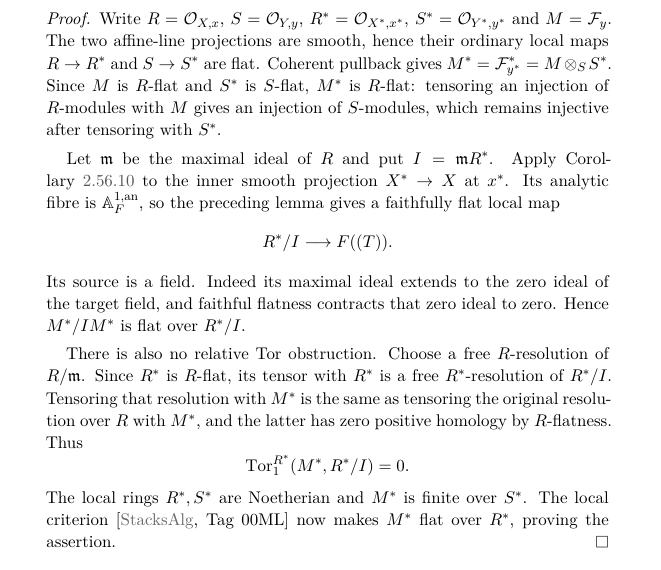 Proof. Write R = 𝒪_{X,x}, S = 𝒪_{Y,y}, R* = 𝒪_{X*,x*}, S* = 𝒪_{Y*,y*} and M = ℱ_y.
The two affine-line projections are smooth, hence their ordinary local maps
R → R* and S → S* are flat. Coherent pullback gives M* = ℱ*_{y*} = M ⊗_S S*.
Since M is R-flat and S* is S-flat, M* is R-flat: tensoring an injection of
R-modules with M gives an injection of S-modules, which remains injective
after tensoring with S*.
Let 𝔪 be the maximal ideal of R and put I = 𝔪R*. Apply Corol-
lary 2.56.10 to the inner smooth projection X* → X at x*. Its analytic
fibre is 𝔸_F^{1,an}, so the preceding lemma gives a faithfully flat local map
R*/I ⟶ F((T)).
Its source is a field. Indeed its maximal ideal extends to the zero ideal of
the target field, and faithful flatness contracts that zero ideal to zero. Hence
M*/IM* is flat over R*/I.
There is also no relative Tor obstruction. Choose a free R-resolution of
R/𝔪. Since R* is R-flat, its tensor with R* is a free R*-resolution of R*/I.
Tensoring that resolution with M* is the same as tensoring the original resolu-
tion over R with M*, and the latter has zero positive homology by R-flatness.
Thus
Tor_1^{R*}(M*, R*/I) = 0.
The local rings R*, S* are Noetherian and M* is finite over S*. The local
criterion [StacksAlg, Tag 00ML] now makes M* flat over R*, proving the
assertion. □